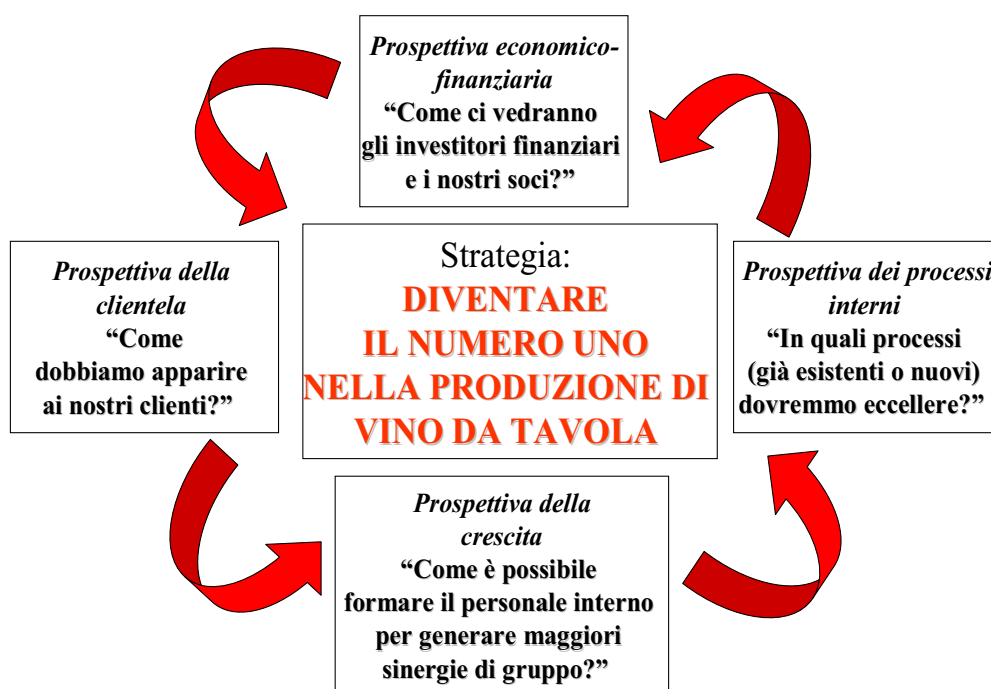 Prospettiva economico-
finanziaria
“Come ci vedranno
gli investitori finanziari
e i nostri soci?”
Prospettiva della
clientela
“Come
dobbiamo apparire
ai nostri clienti?”
Strategia:
DIVENTARE
IL NUMERO UNO
NELLA PRODUZIONE DI
VINO DA TAVOLA
Prospettiva dei processi
interni
“In quali processi
(già esistenti o nuovi)
dovremmo eccellere?”
Prospettiva della
crescita
“Come è possibile
formare il personale interno
per generare maggiori
sinergie di gruppo?”